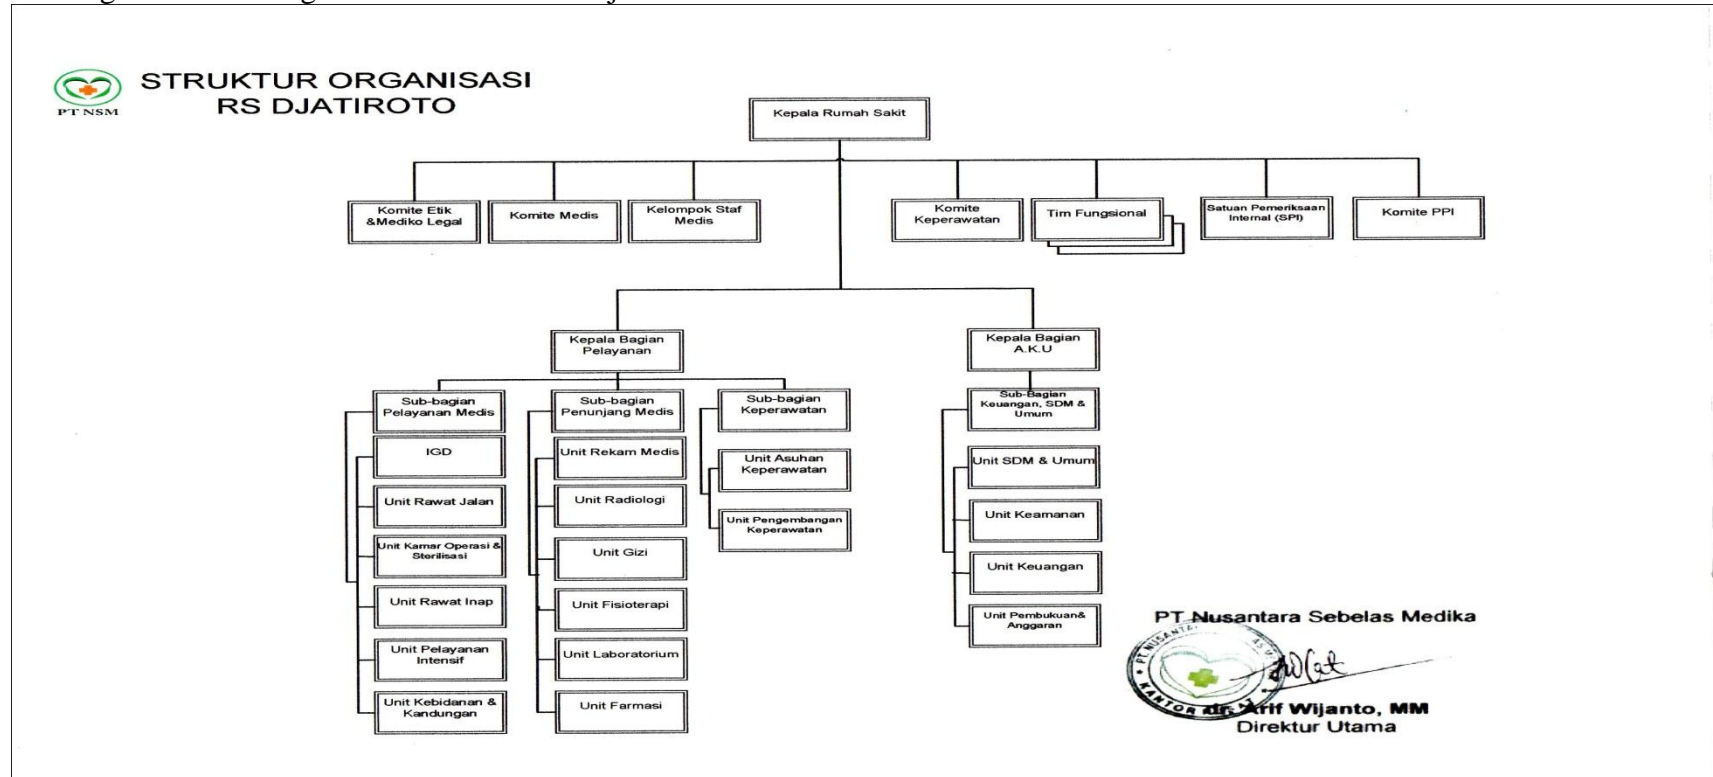 STRUKTUR ORGANISASI
RS DJATIROTO
PT NSM
Kepala Rumah Sakit
Komite Etik
&Mediko Legal
Komite Medis
Kelompok Staf
Medis
Komite
Keperawatan
Tim Fungsional
Satuan Pemeriksaan
Internal (SPI)
Komite PPI
Kepala Bagian
Pelayanan
Kepala Bagian
A.K.U
Sub-bagian
Pelayanan Medis
Sub-bagian
Penunjang Medis
Sub-bagian
Keperawatan
Sub-Bagian
Keuangan, SDM &
Umum
IGD
Unit Rawat Jalan
Unit Kamar Operasi &
Sterilisasi
Unit Rawat Inap
Unit Pelayanan
Intensif
Unit Kebidanan &
Kandungan
Unit Rekam Medis
Unit Radiologi
Unit Gizi
Unit Fisioterapi
Unit Laboratorium
Unit Farmasi
Unit Asuhan
Keperawatan
Unit Pengembangan
Keperawatan
Unit SDM & Umum
Unit Keamanan
Unit Keuangan
Unit Pembukuan&
Anggaran
PT Nusantara Sebelas Medika
KANTOR
dr. Arif Wijanto, MM
Direktur Utama